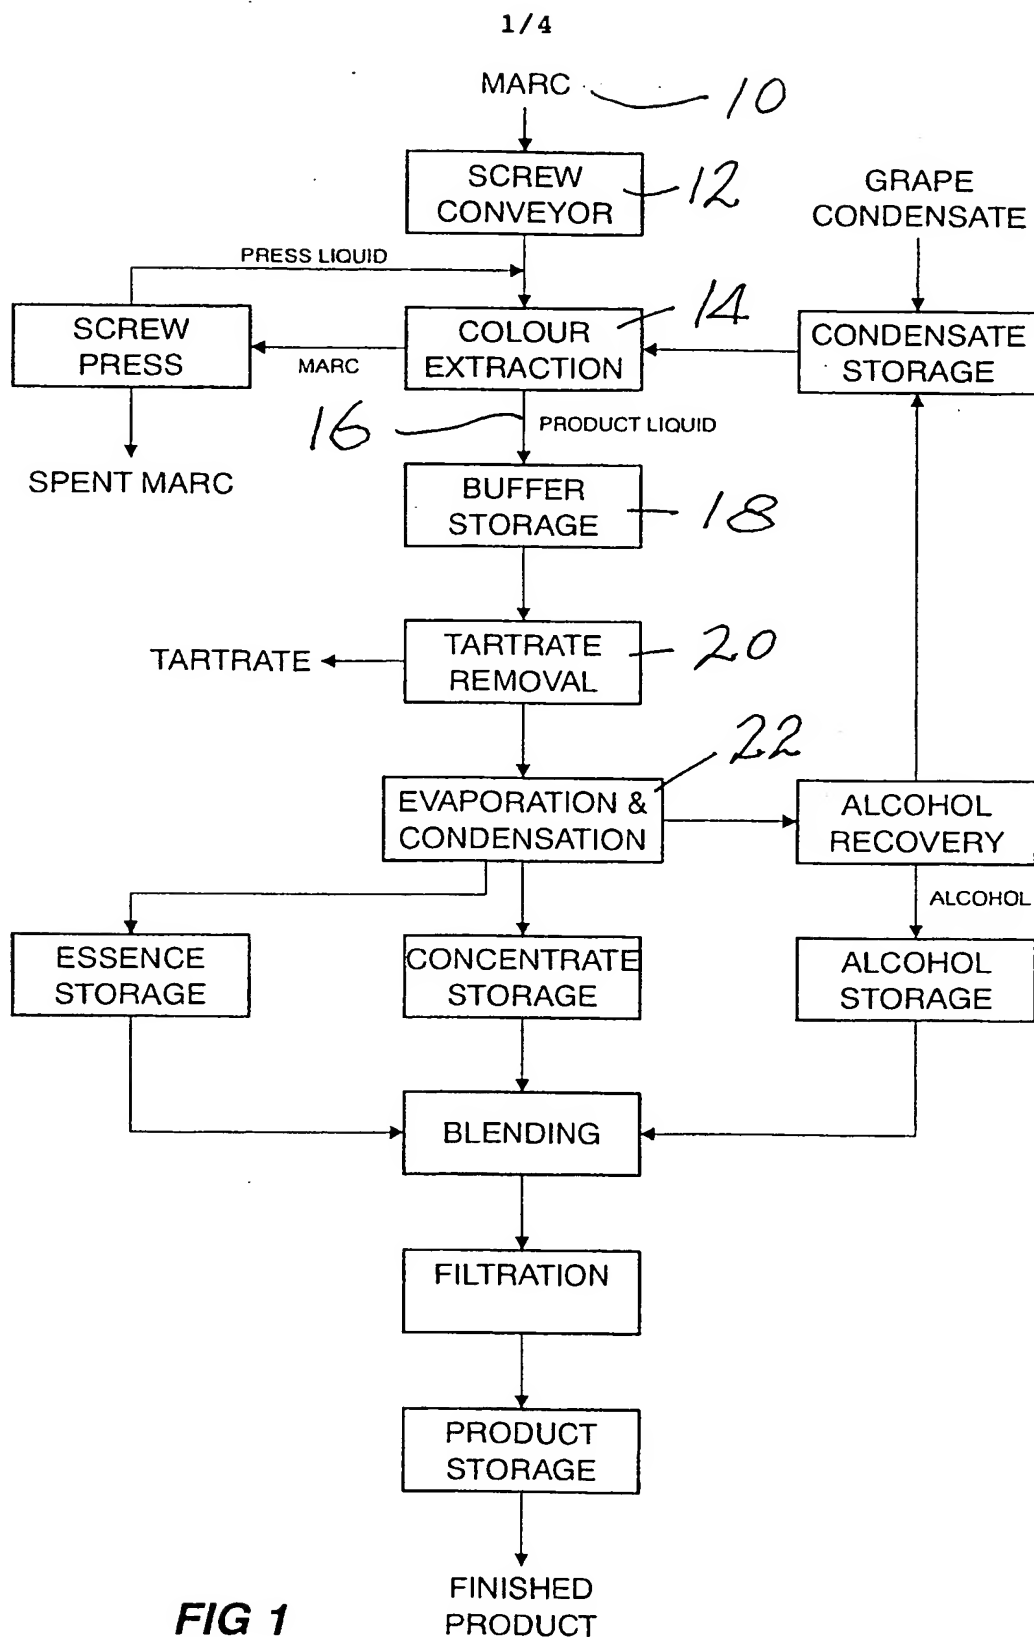 1/4
MARC
10
SCREW
CONVEYOR
12
GRAPE
CONDENSATE
PRESS LIQUID
SCREW
PRESS
MARC
COLOUR
EXTRACTION
14
CONDENSATE
STORAGE
16
PRODUCT LIQUID
SPENT MARC
BUFFER
STORAGE
18
TARTRATE
TARTRATE
REMOVAL
20
22
EVAPORATION &
CONDENSATION
ALCOHOL
RECOVERY
ALCOHOL
ESSENCE
STORAGE
CONCENTRATE
STORAGE
ALCOHOL
STORAGE
BLENDING
FILTRATION
PRODUCT
STORAGE
FINISHED
PRODUCT
FIG 1